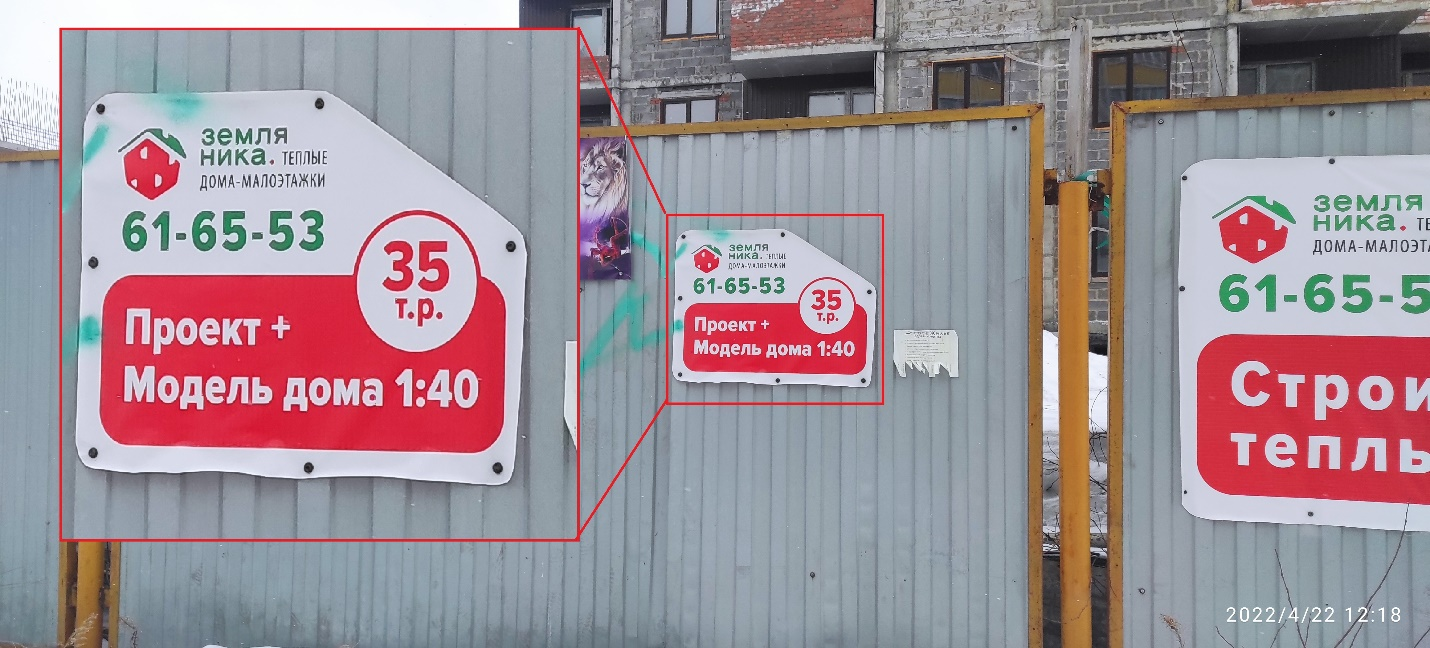 земля
ника. ТЕПЛЫЕ
ДОМА-МАЛОЭТАЖКИ
61-65-53
35
т.р.
Проект +
Модель дома 1:40
земля
ника. ТЕПЛЫЕ
ДОМА-МАЛОЭТАЖКИ
61-65-53
35
т.р.
Проект +
Модель дома 1:40
земля
ника. ТЕ
ДОМА-МАЛОЭТА
61-65-5
Строи
теплы
2022/4/22 12:18